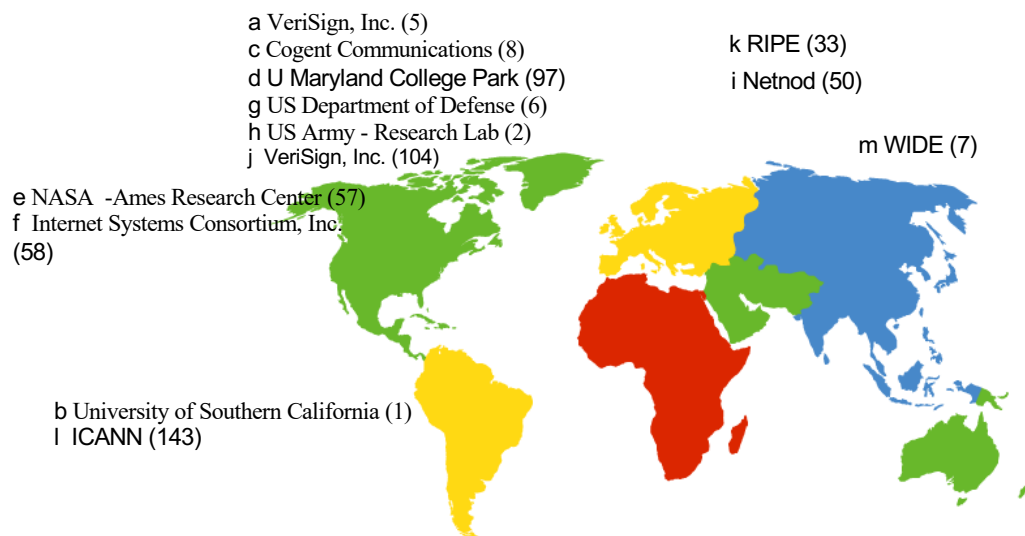 a VeriSign, Inc. (5)
c Cogent Communications (8)
d U Maryland College Park (97)
g US Department of Defense (6)
h US Army - Research Lab (2)
j VeriSign, Inc. (104)
k RIPE (33)
i Netnod (50)
m WIDE (7)
e NASA -Ames Research Center (57)
f Internet Systems Consortium, Inc.
(58)
b University of Southern California (1)
l ICANN (143)